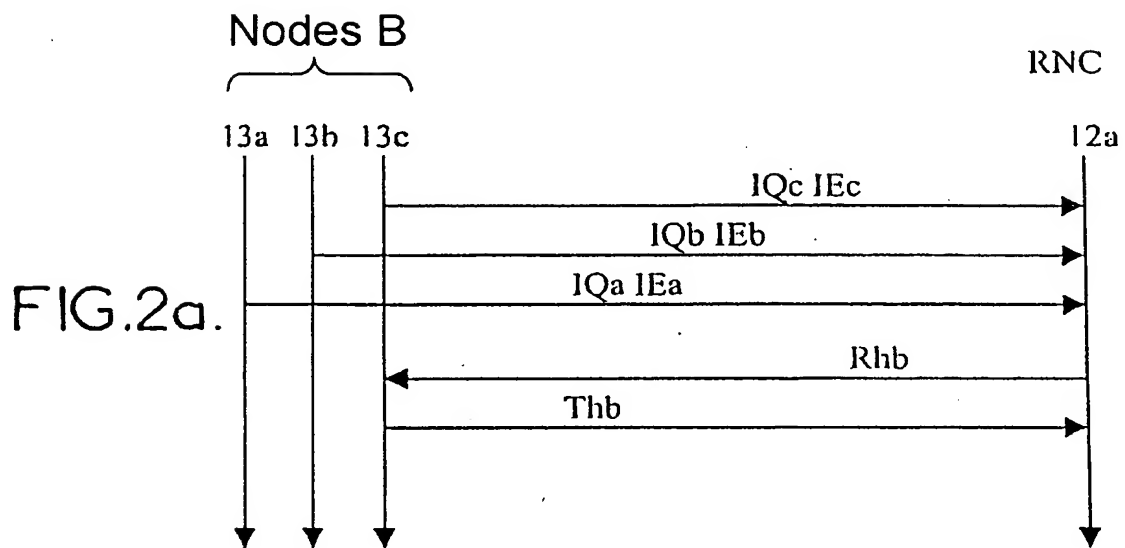 Nodes B
RNC
13a 13b 13c 12a
IQc IEc
IQb IEb
IQa IEa
FIG.2a.
Rhb
Thb